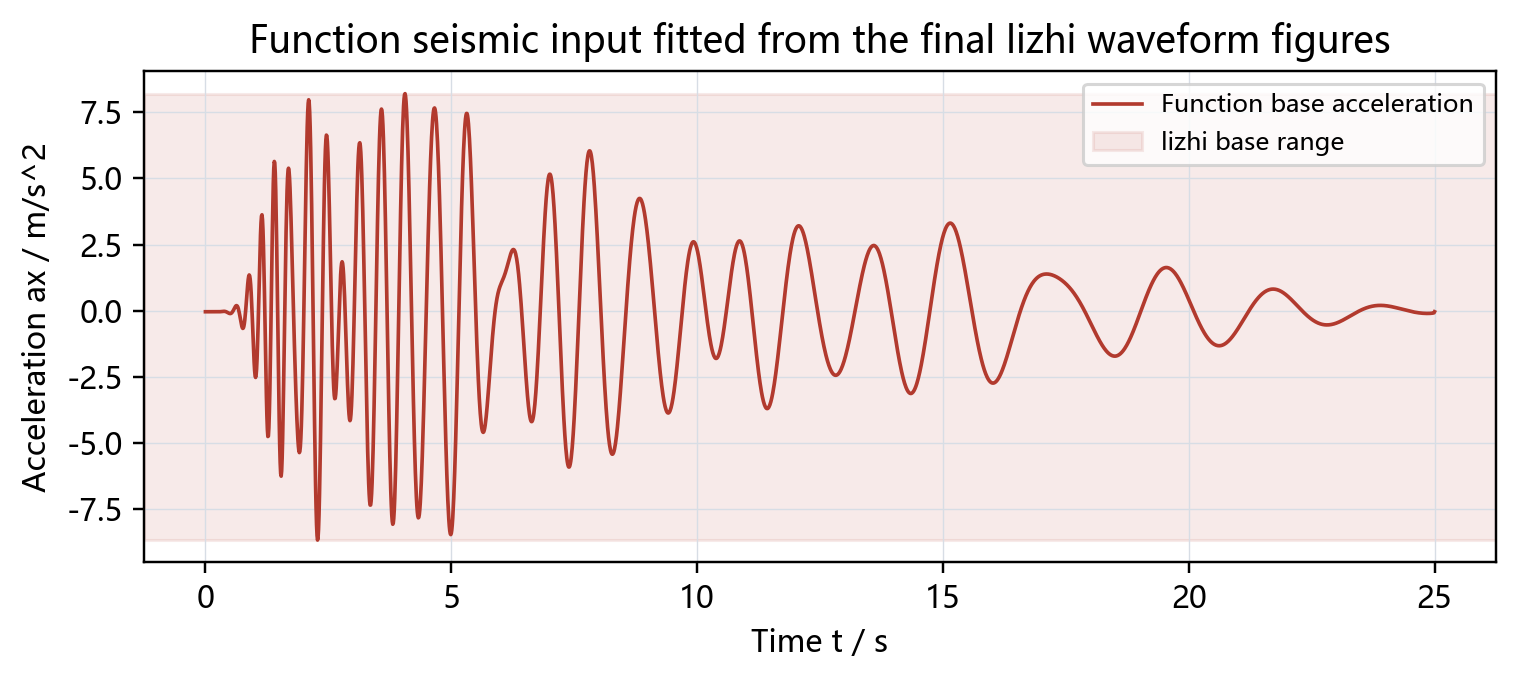 Function seismic input fitted from the final lizhi waveform figures
Function base acceleration
lizhi base range
Acceleration ax / m/s^2
7.5
5.0
2.5
0.0
-2.5
-5.0
-7.5
0 5 10 15 20 25
Time t / s